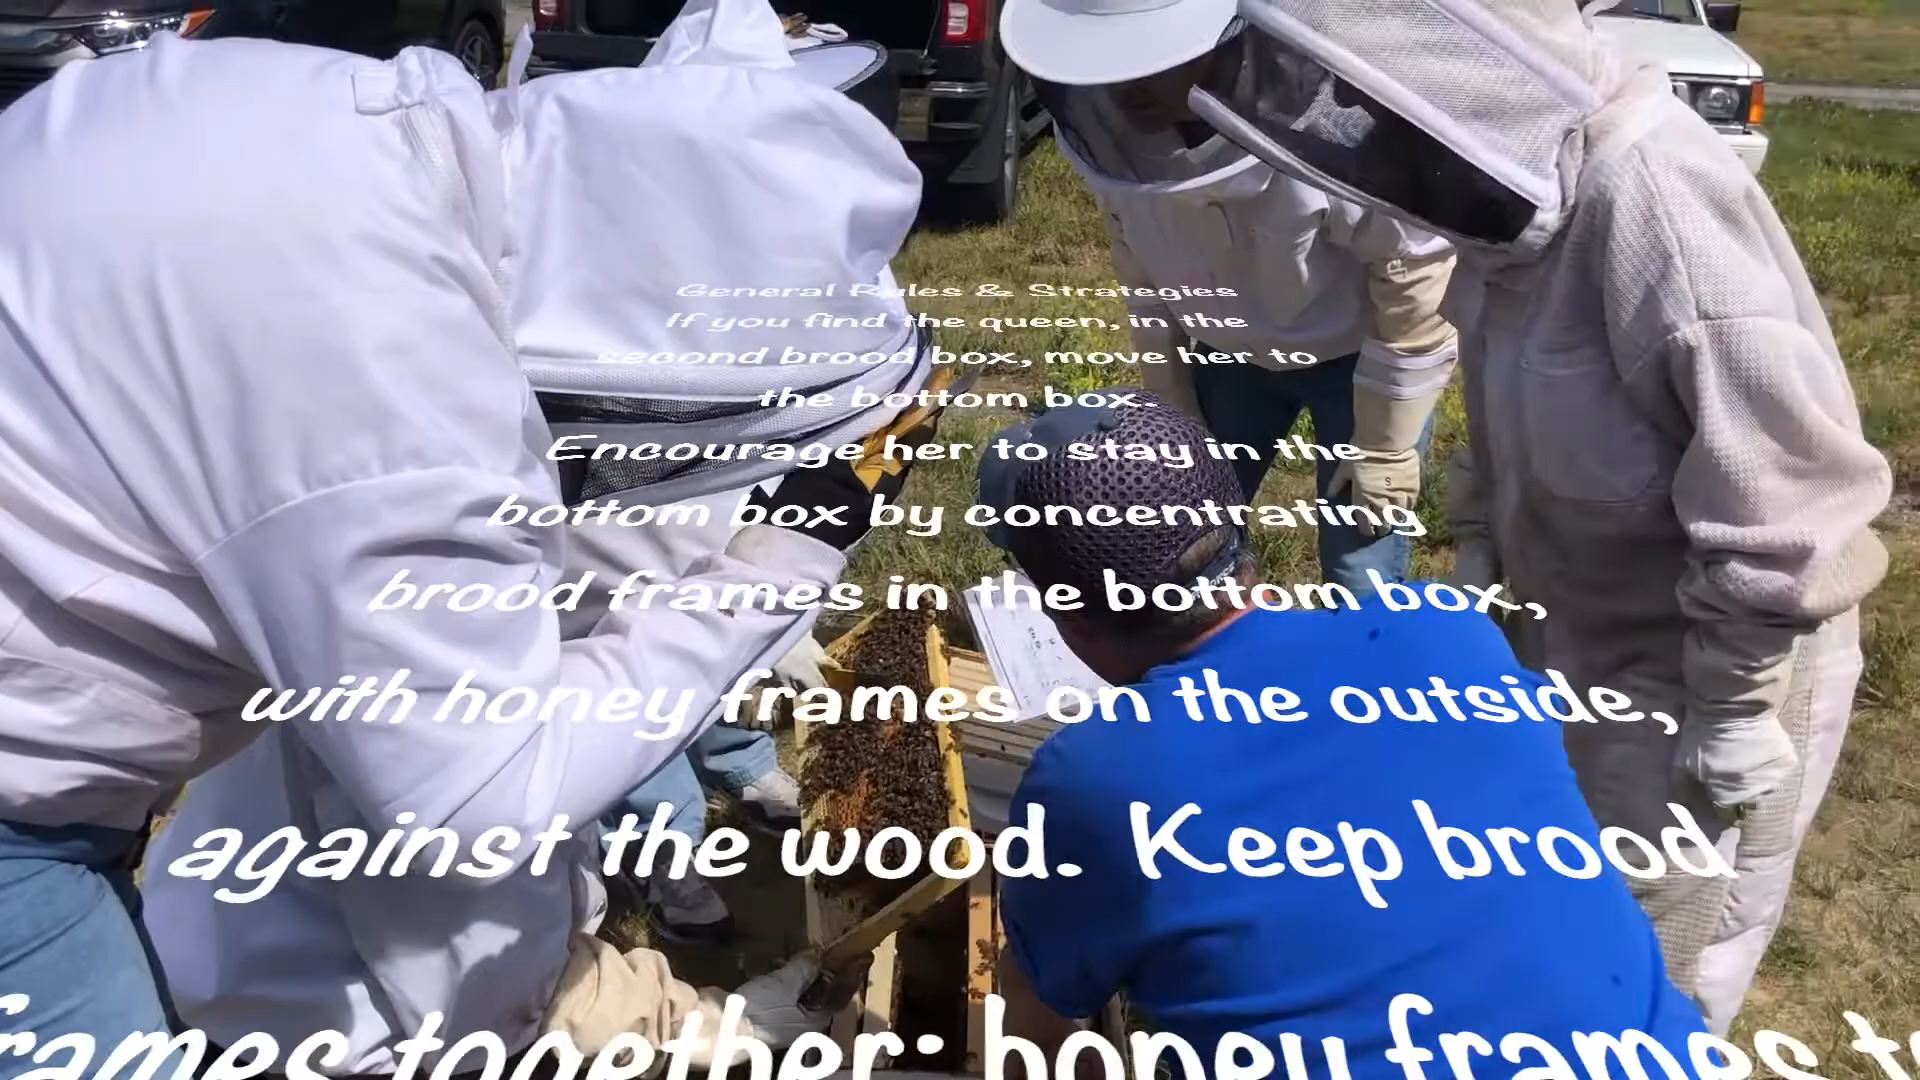 General Rules & Strategies
If you find the queen, in the
second brood box, move her to
the bottom box.
Encourage her to stay in the
bottom box by concentrating
brood frames in the bottom box,
with honey frames on the outside,
against the wood. Keep brood
frames together; honey frames